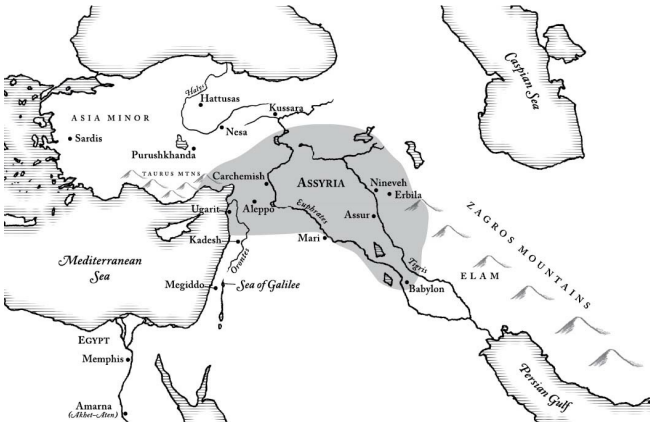 Caspian Sea
Halys
Hattusas
Kussara
ASIA MINOR
Sardis
Nesa
Purushkhanda
TAURUS MTNS
Carchemish
ASSYRIA
Nineveh
Erbila
Ugarit
Aleppo
Euphrates
Assur
ZAGROS MOUNTAINS
Kadesh
Mari
Orontes
Mediterranean
Sea
Tigris
ELAM
Megiddo
Sea of Galilee
Babylon
EGYPT
Memphis
Persian Gulf
Amarna
(Akhet-Aten)